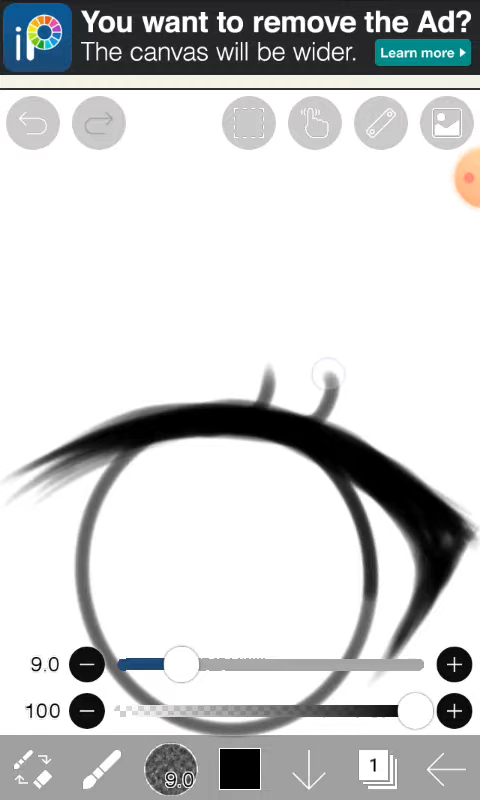 iP
You want to remove the Ad?
The canvas will be wider.
Learn more
9.0
100
9.0
1